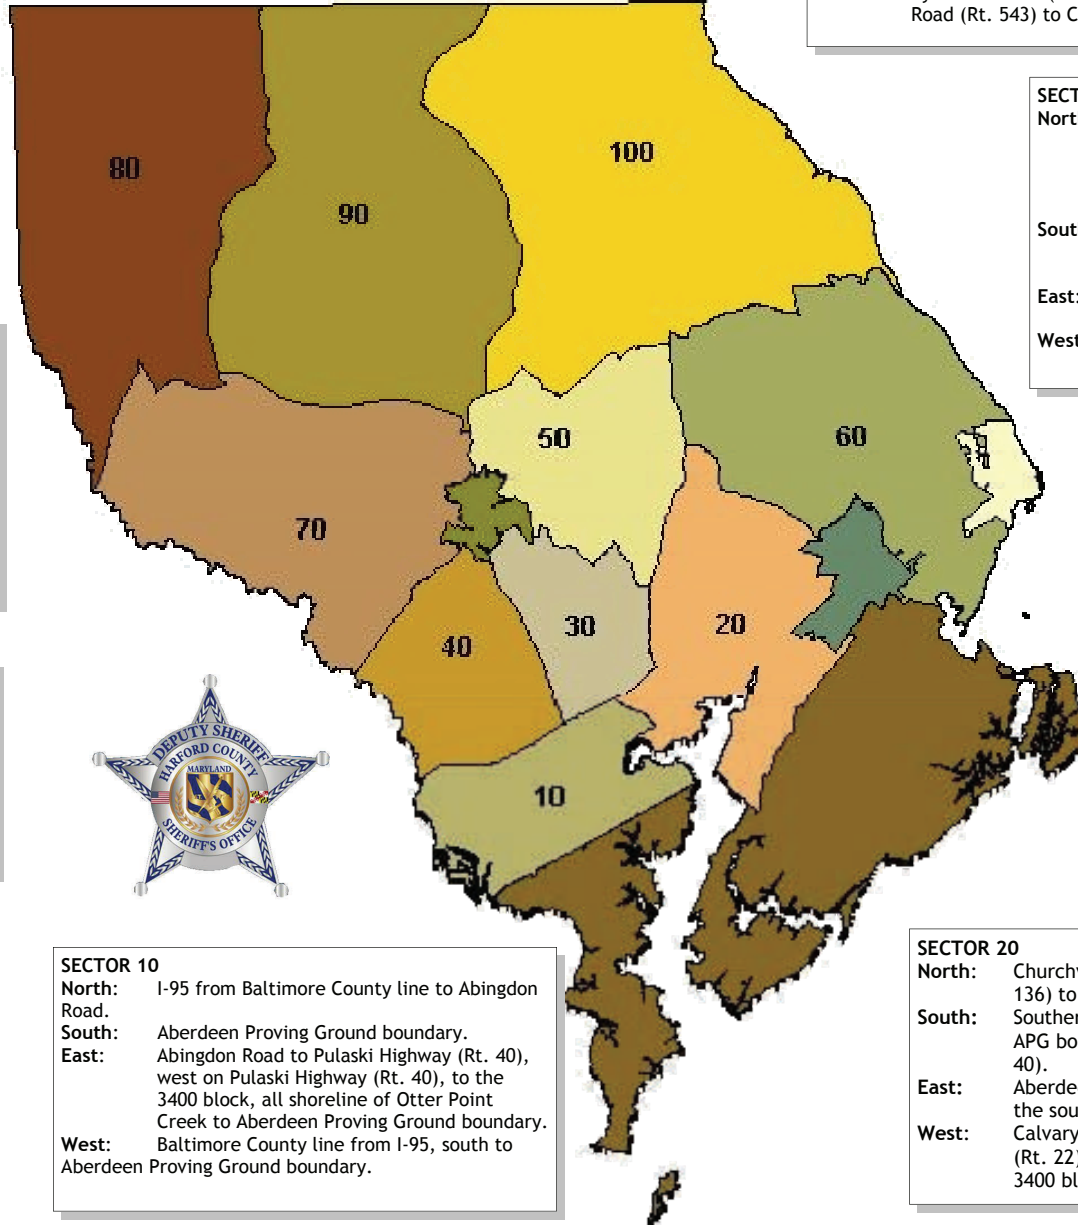 Road (Rt. 543) to C
SECT
Nort
Sout
East:
West
80
90
100
50
60
70
40
30
20
10
DEPUTY SHERIFF
HARFORD COUNTY
MARYLAND
SHERIFF'S OFFICE
SECTOR 10
North: I-95 from Baltimore County line to Abingdon
Road.
South: Aberdeen Proving Ground boundary.
East: Abingdon Road to Pulaski Highway (Rt. 40),
west on Pulaski Highway (Rt. 40), to the
3400 block, all shoreline of Otter Point
Creek to Aberdeen Proving Ground boundary.
West: Baltimore County line from I-95, south to
Aberdeen Proving Ground boundary.
SECTOR 20
North: Churchv
136) to
South: Souther
APG bo
40).
East: Aberde
the sou
West: Calvary
(Rt. 22)
3400 bl